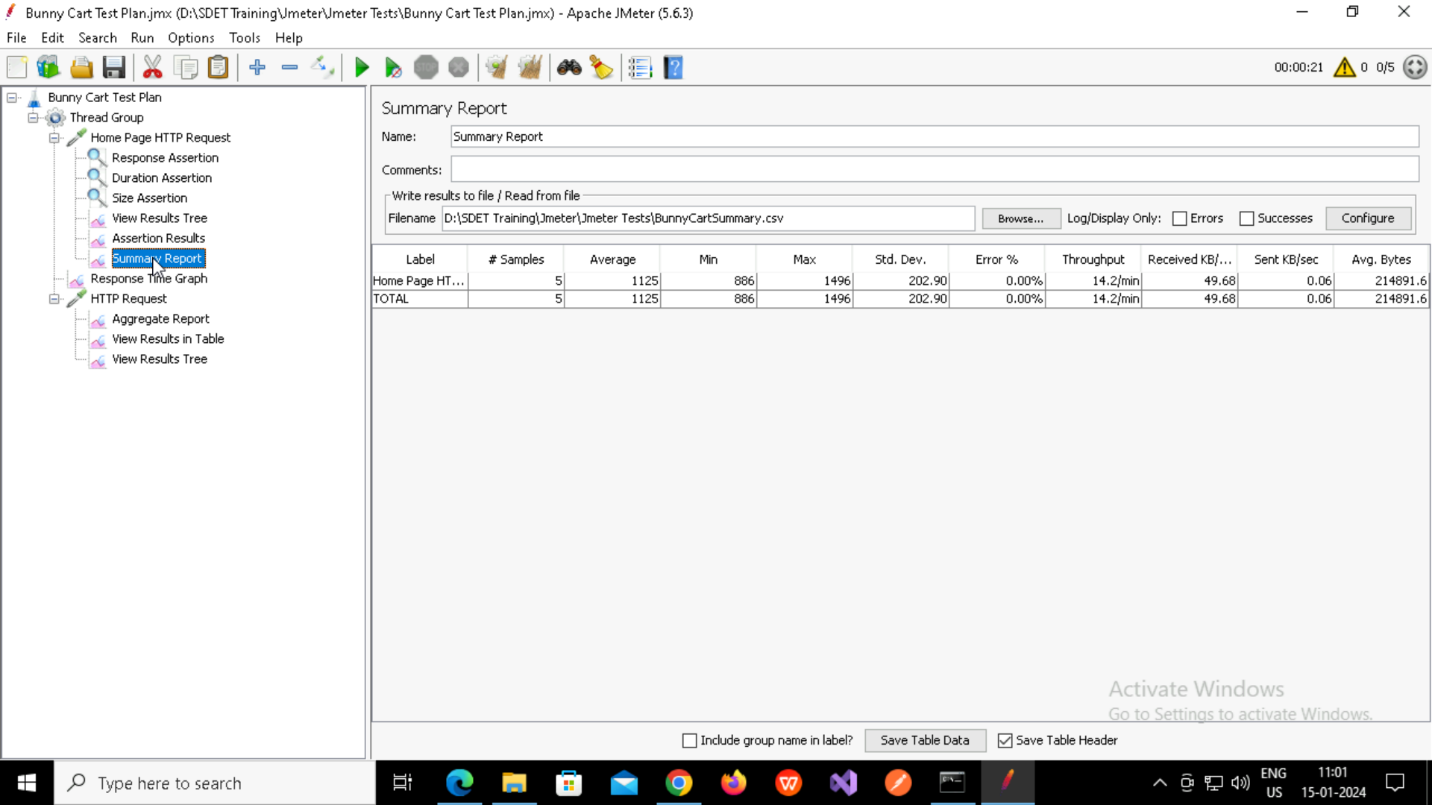 Bunny Cart Test Plan.jmx (D:\SDET Training\Jmeter\Jmeter Tests\Bunny Cart Test Plan.jmx) - Apache JMeter (5.6.3)
File Edit Search Run Options Tools Help
00:00:21 0 0/5
Bunny Cart Test Plan
Thread Group
Home Page HTTP Request
Response Assertion
Duration Assertion
Size Assertion
View Results Tree
Assertion Results
Summary Report
Response Time Graph
HTTP Request
Aggregate Report
View Results in Table
View Results Tree
Summary Report
Name: Summary Report
Comments:
Write results to file / Read from file
Filename D:\SDET Training\Jmeter\Jmeter Tests\BunnyCartSummary.csv Browse... Log/Display Only: Errors Successes Configure
Label # Samples Average Min Max Std. Dev. Error % Throughput Received KB/... Sent KB/sec Avg. Bytes
Home Page HT... 5 1125 886 1496 202.90 0.00% 14.2/min 49.68 0.06 214891.6
TOTAL 5 1125 886 1496 202.90 0.00% 14.2/min 49.68 0.06 214891.6
Activate Windows
Go to Settings to activate Windows.
Include group name in label? Save Table Data Save Table Header
Type here to search
ENG
US
11:01
15-01-2024